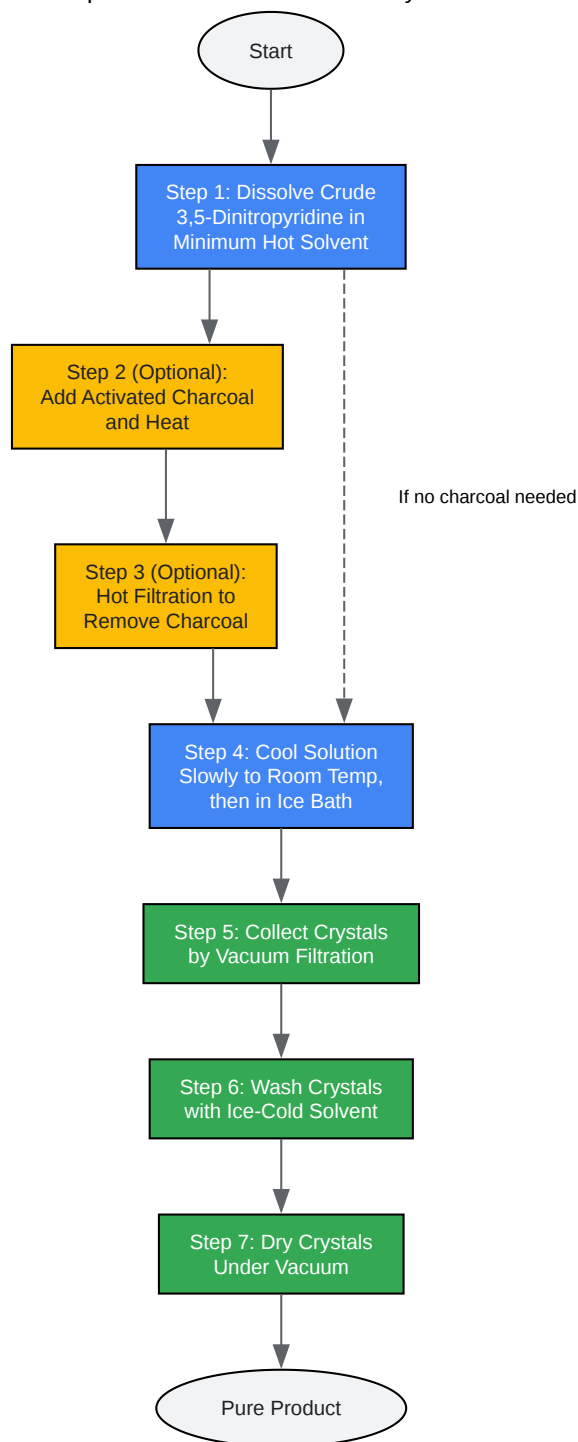 Start
Step 1: Dissolve Crude
3,5-Dinitropyridine in
Minimum Hot Solvent
Step 2 (Optional):
Add Activated Charcoal
and Heat
If no charcoal needed
Step 3 (Optional):
Hot Filtration to
Remove Charcoal
Step 4: Cool Solution
Slowly to Room Temp,
then in Ice Bath
Step 5: Collect Crystals
by Vacuum Filtration
Step 6: Wash Crystals
with Ice-Cold Solvent
Step 7: Dry Crystals
Under Vacuum
Pure Product